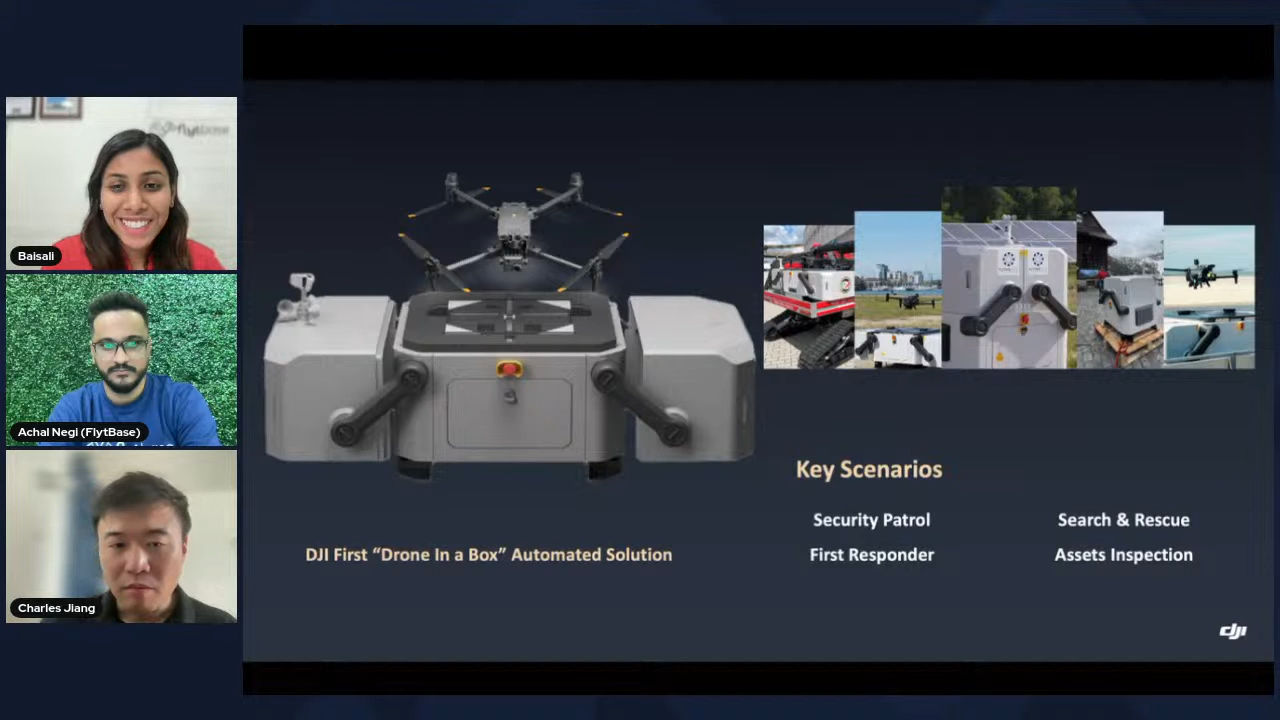 flytbase
Baisali
Achal Negi (FlytBase)
Charles Jiang
DJI First “Drone In a Box” Automated Solution
Key Scenarios
Security Patrol
Search & Rescue
First Responder
Assets Inspection
dji